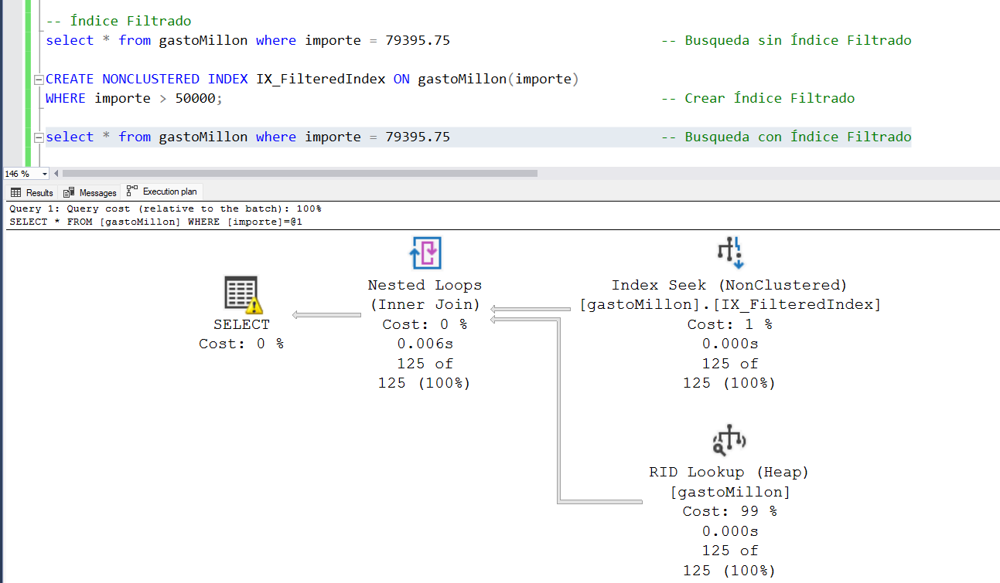 -- Índice Filtrado
select * from gastoMillon where importe = 79395.75 -- Busqueda sin Índice Filtrado
CREATE NONCLUSTERED INDEX IX_FilteredIndex ON gastoMillon(importe)
WHERE importe > 50000; -- Crear Índice Filtrado
select * from gastoMillon where importe = 79395.75 -- Busqueda con Índice Filtrado
146 %
Results Messages Execution plan
Query 1: Query cost (relative to the batch): 100%
SELECT * FROM [gastoMillon] WHERE [importe]=@1
SELECT
Cost: 0 %
Nested Loops
(Inner Join)
Cost: 0 %
0.006s
125 of
125 (100%)
Index Seek (NonClustered)
[gastoMillon].[IX_FilteredIndex]
Cost: 1 %
0.000s
125 of
125 (100%)
RID Lookup (Heap)
[gastoMillon]
Cost: 99 %
0.000s
125 of
125 (100%)